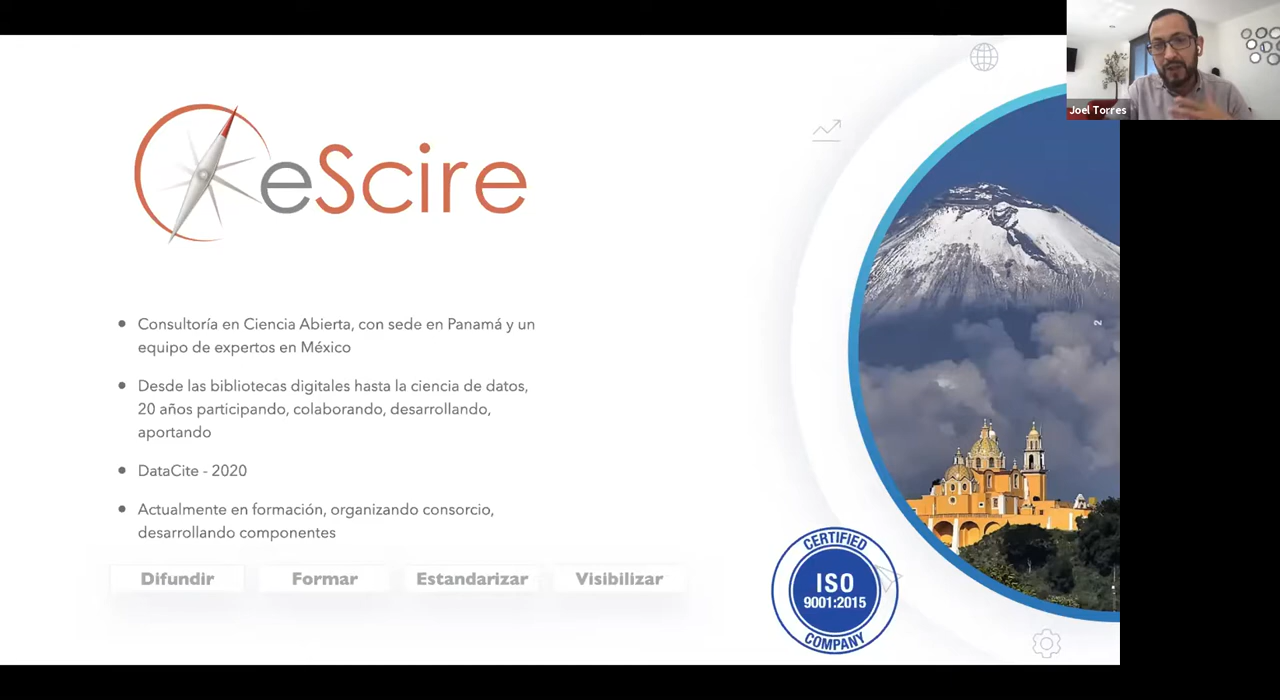 Joel Torres
eScire
Consultoría en Ciencia Abierta, con sede en Panamá y un
equipo de expertos en México
Desde las bibliotecas digitales hasta la ciencia de datos,
20 años participando, colaborando, desarrollando,
aportando
DataCite - 2020
Actualmente en formación, organizando consorcio,
desarrollando componentes
Difundir
Formar
Estandarizar
Visibilizar
CERTIFIED
ISO
9001:2015
COMPANY
2